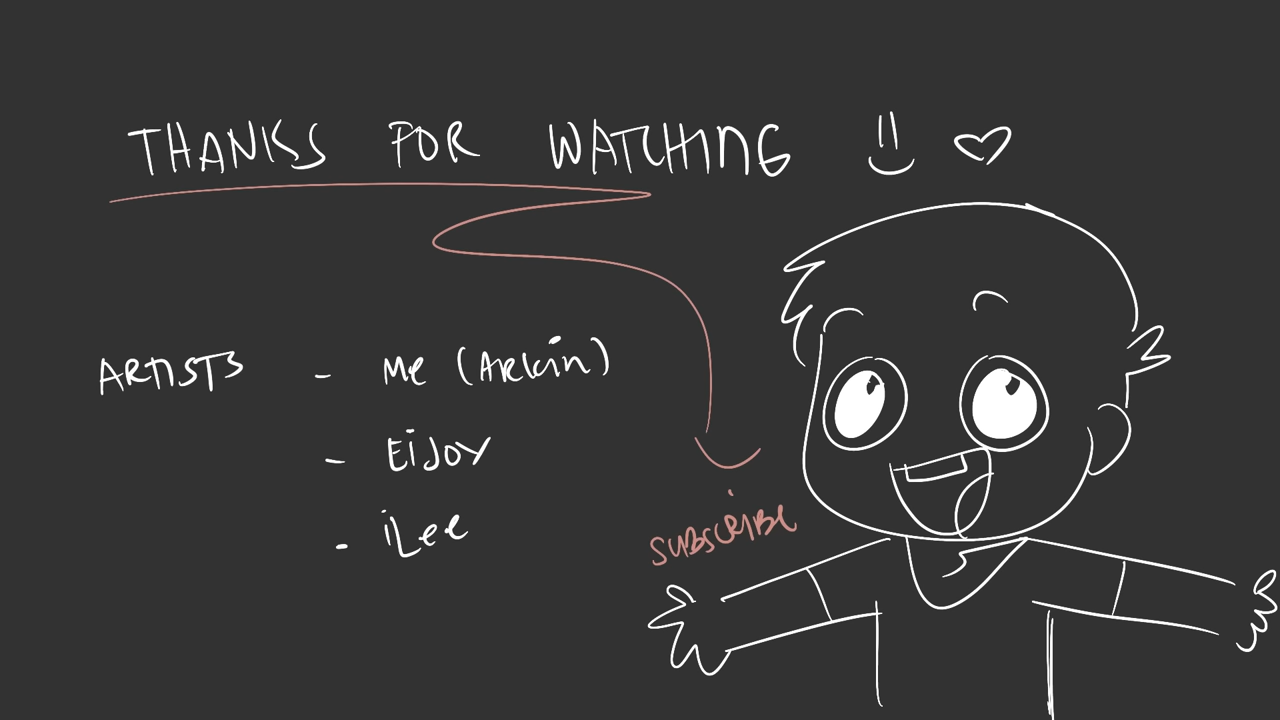 THANKS FOR WATCHING
ARTISTS - Me (Arkin)
- EiJoy
- iLee
SUBSCRIBE